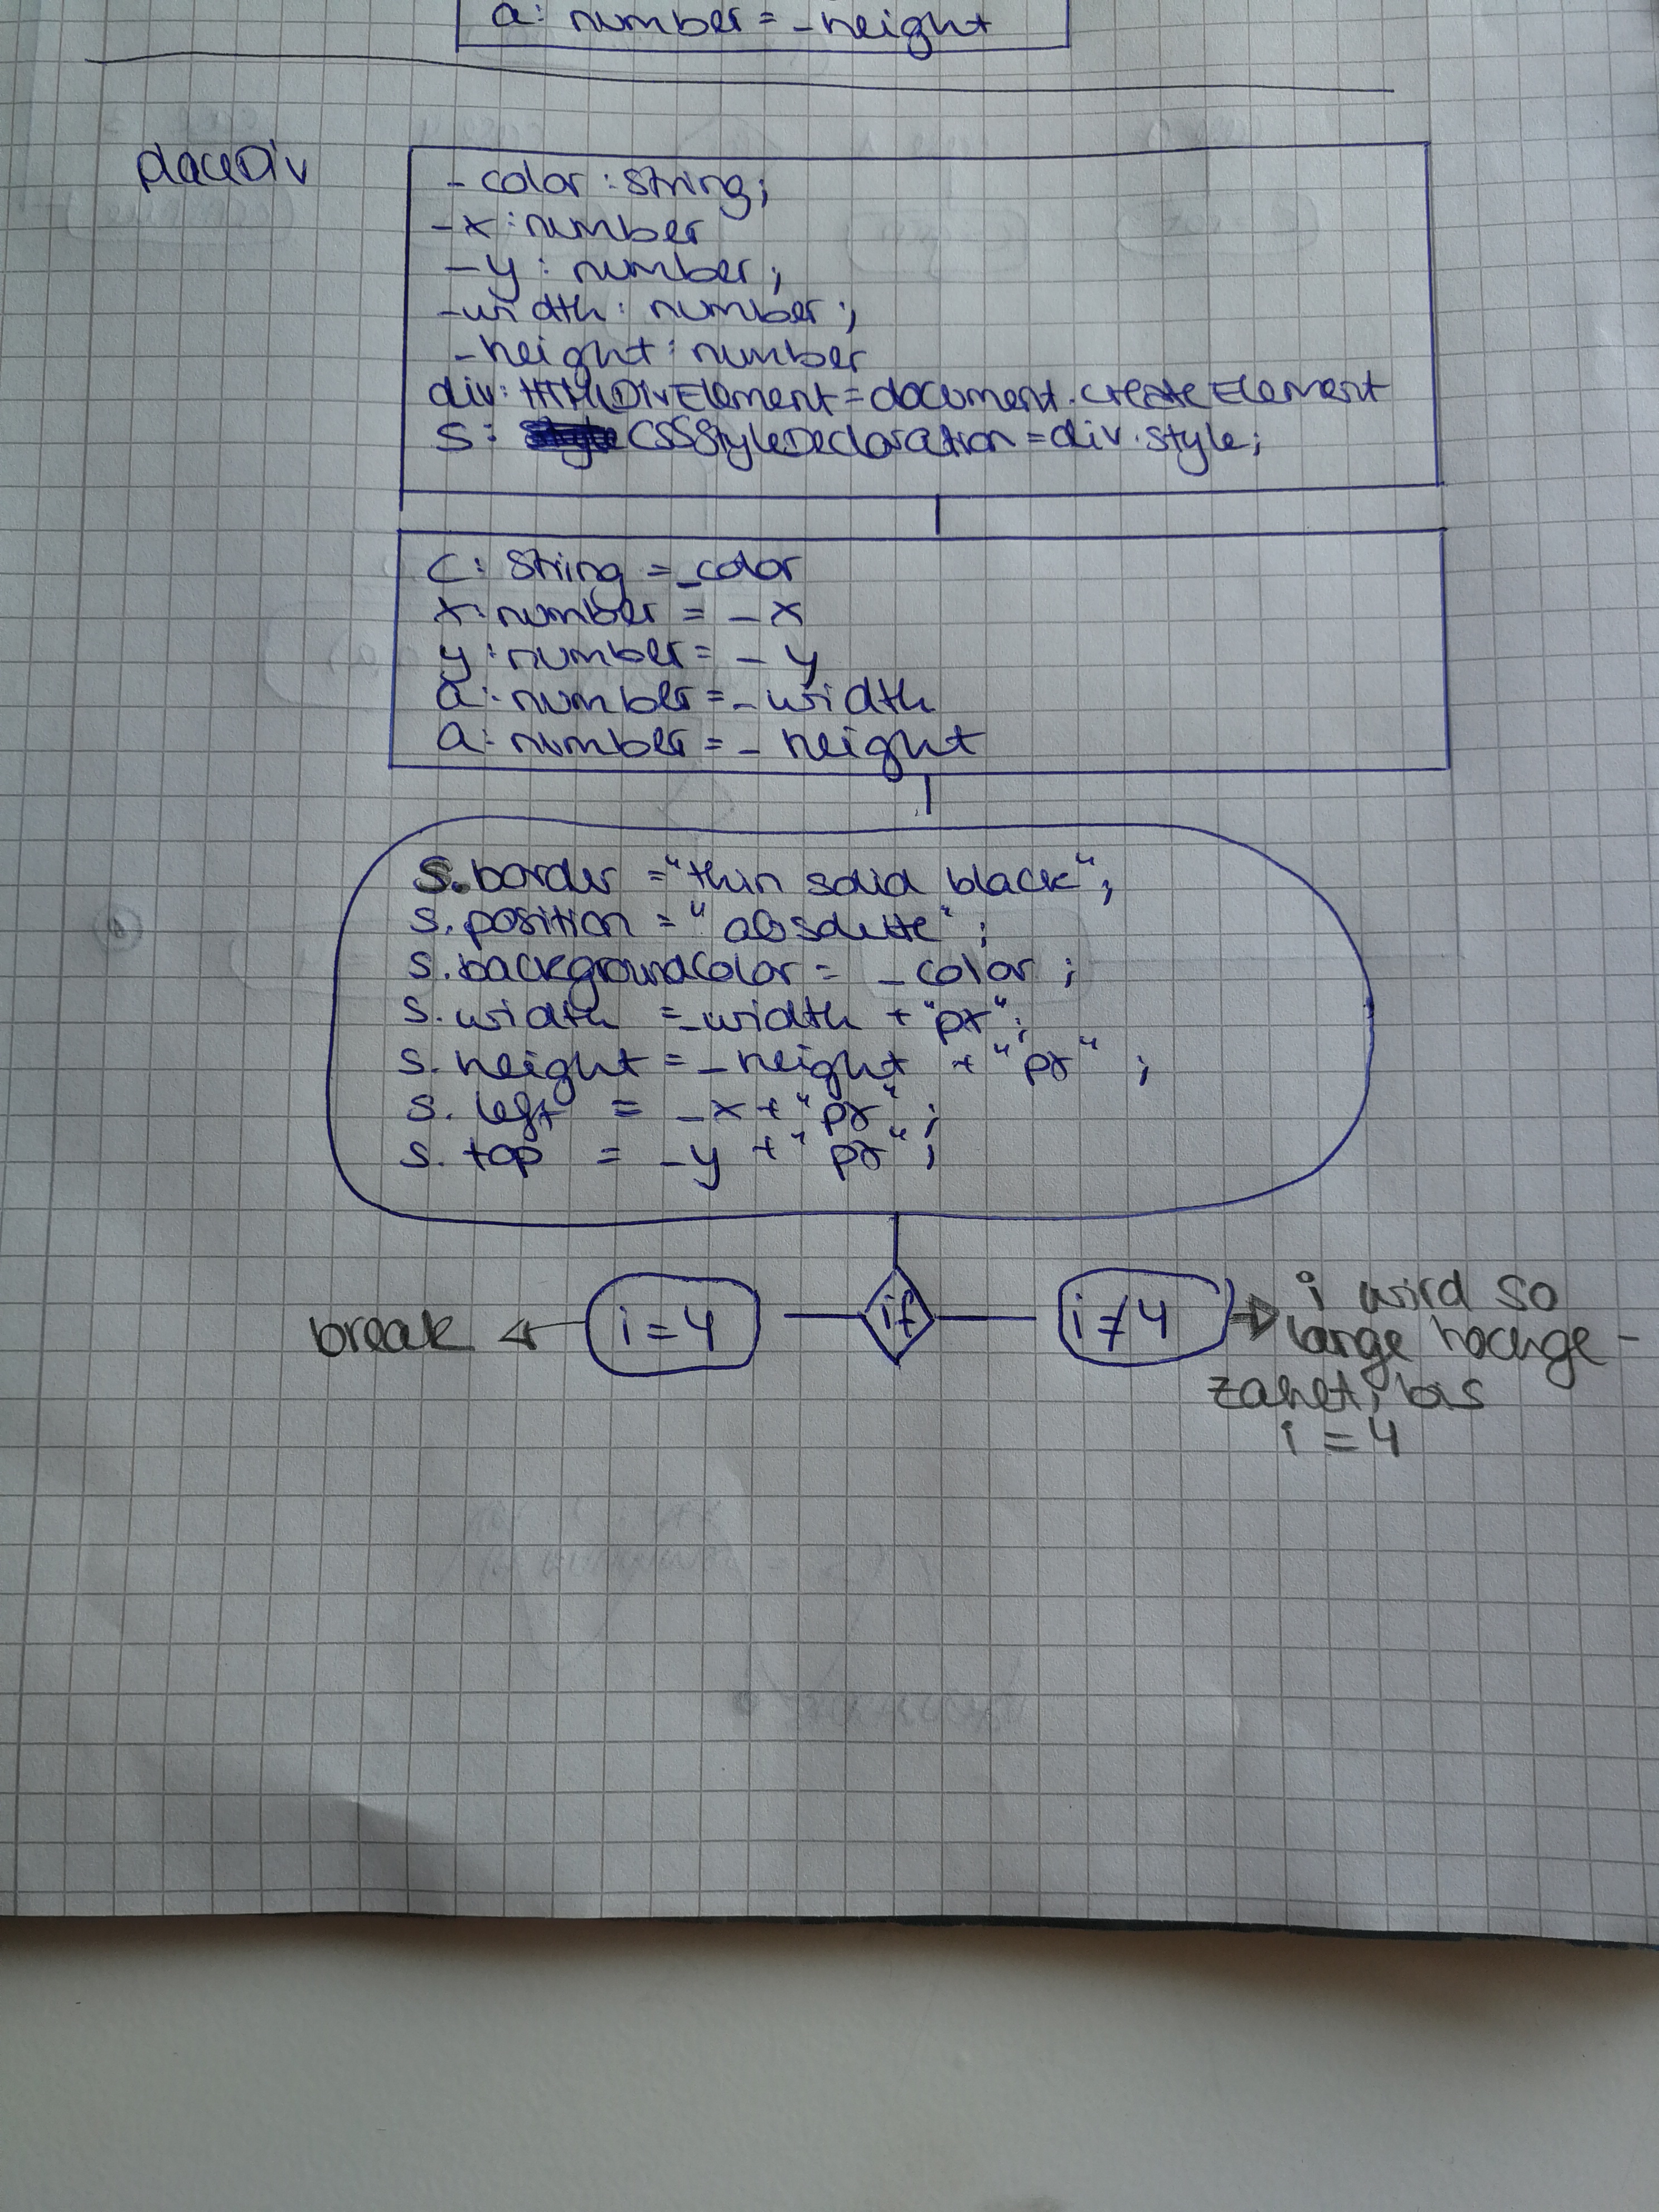 a: number = _height
placeDiv
_color : string;
_x : number
_y : number;
_width : number;
_height : number
div: HTMLDivElement = document.createElement
s: CSSStyleDeclaration = div.style;
c: string = _color
x: number = _x
y: number = _y
a: number = _width
a: number = _height
s.border = "thin solid black";
s.position = "absolute";
s.backgroundColor = _color;
s.width = _width + "px";
s.height = _height + "px";
s.left = _x + "px";
s.top = _y + "px";
break i = 4 if i ≠ 4 i wird so
lange hochge-
zählt, bis
i = 4